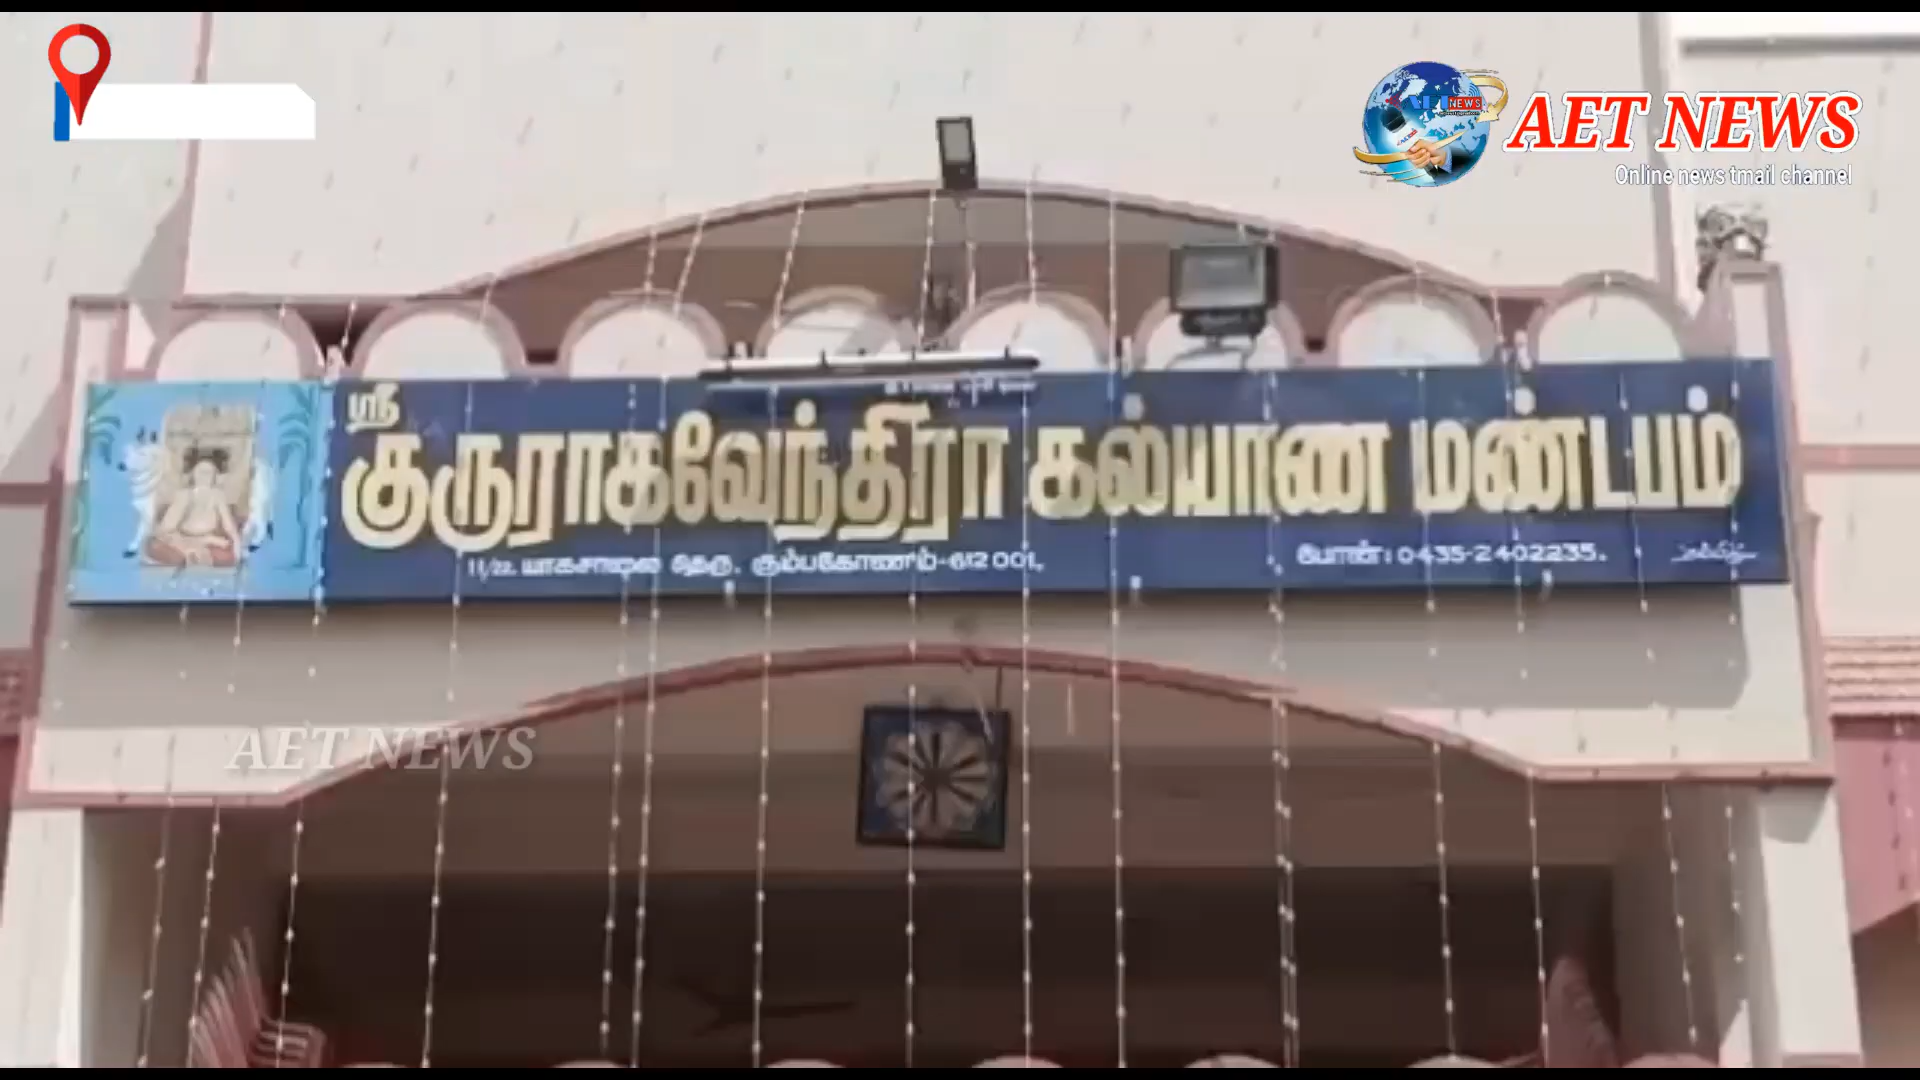 AET NEWS
Online news tmail channel
ஸ்ரீ
குருராகவேந்திரா கல்யாண மண்டபம்
11/22, யாகசாலை தெரு, கும்பகோணம்-612 001,
போன்: 0435-2402235.
AET NEWS